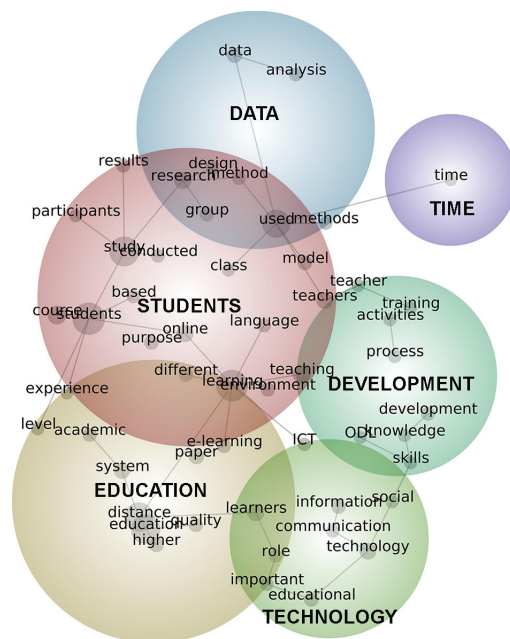 data
analysis
DATA
results
design
research
method
time
participants
group
TIME
used
methods
study
conducted
class
model
teacher
based
teachers
training
STUDENTS
activities
course
students
language
online
purpose
process
different
teaching
learning
environment
DEVELOPMENT
experience
development
level
academic
ODL
knowledge
e-learning
ICT
paper
skills
system
EDUCATION
social
information
learners
distance
quality
education
communication
higher
technology
role
important
educational
TECHNOLOGY